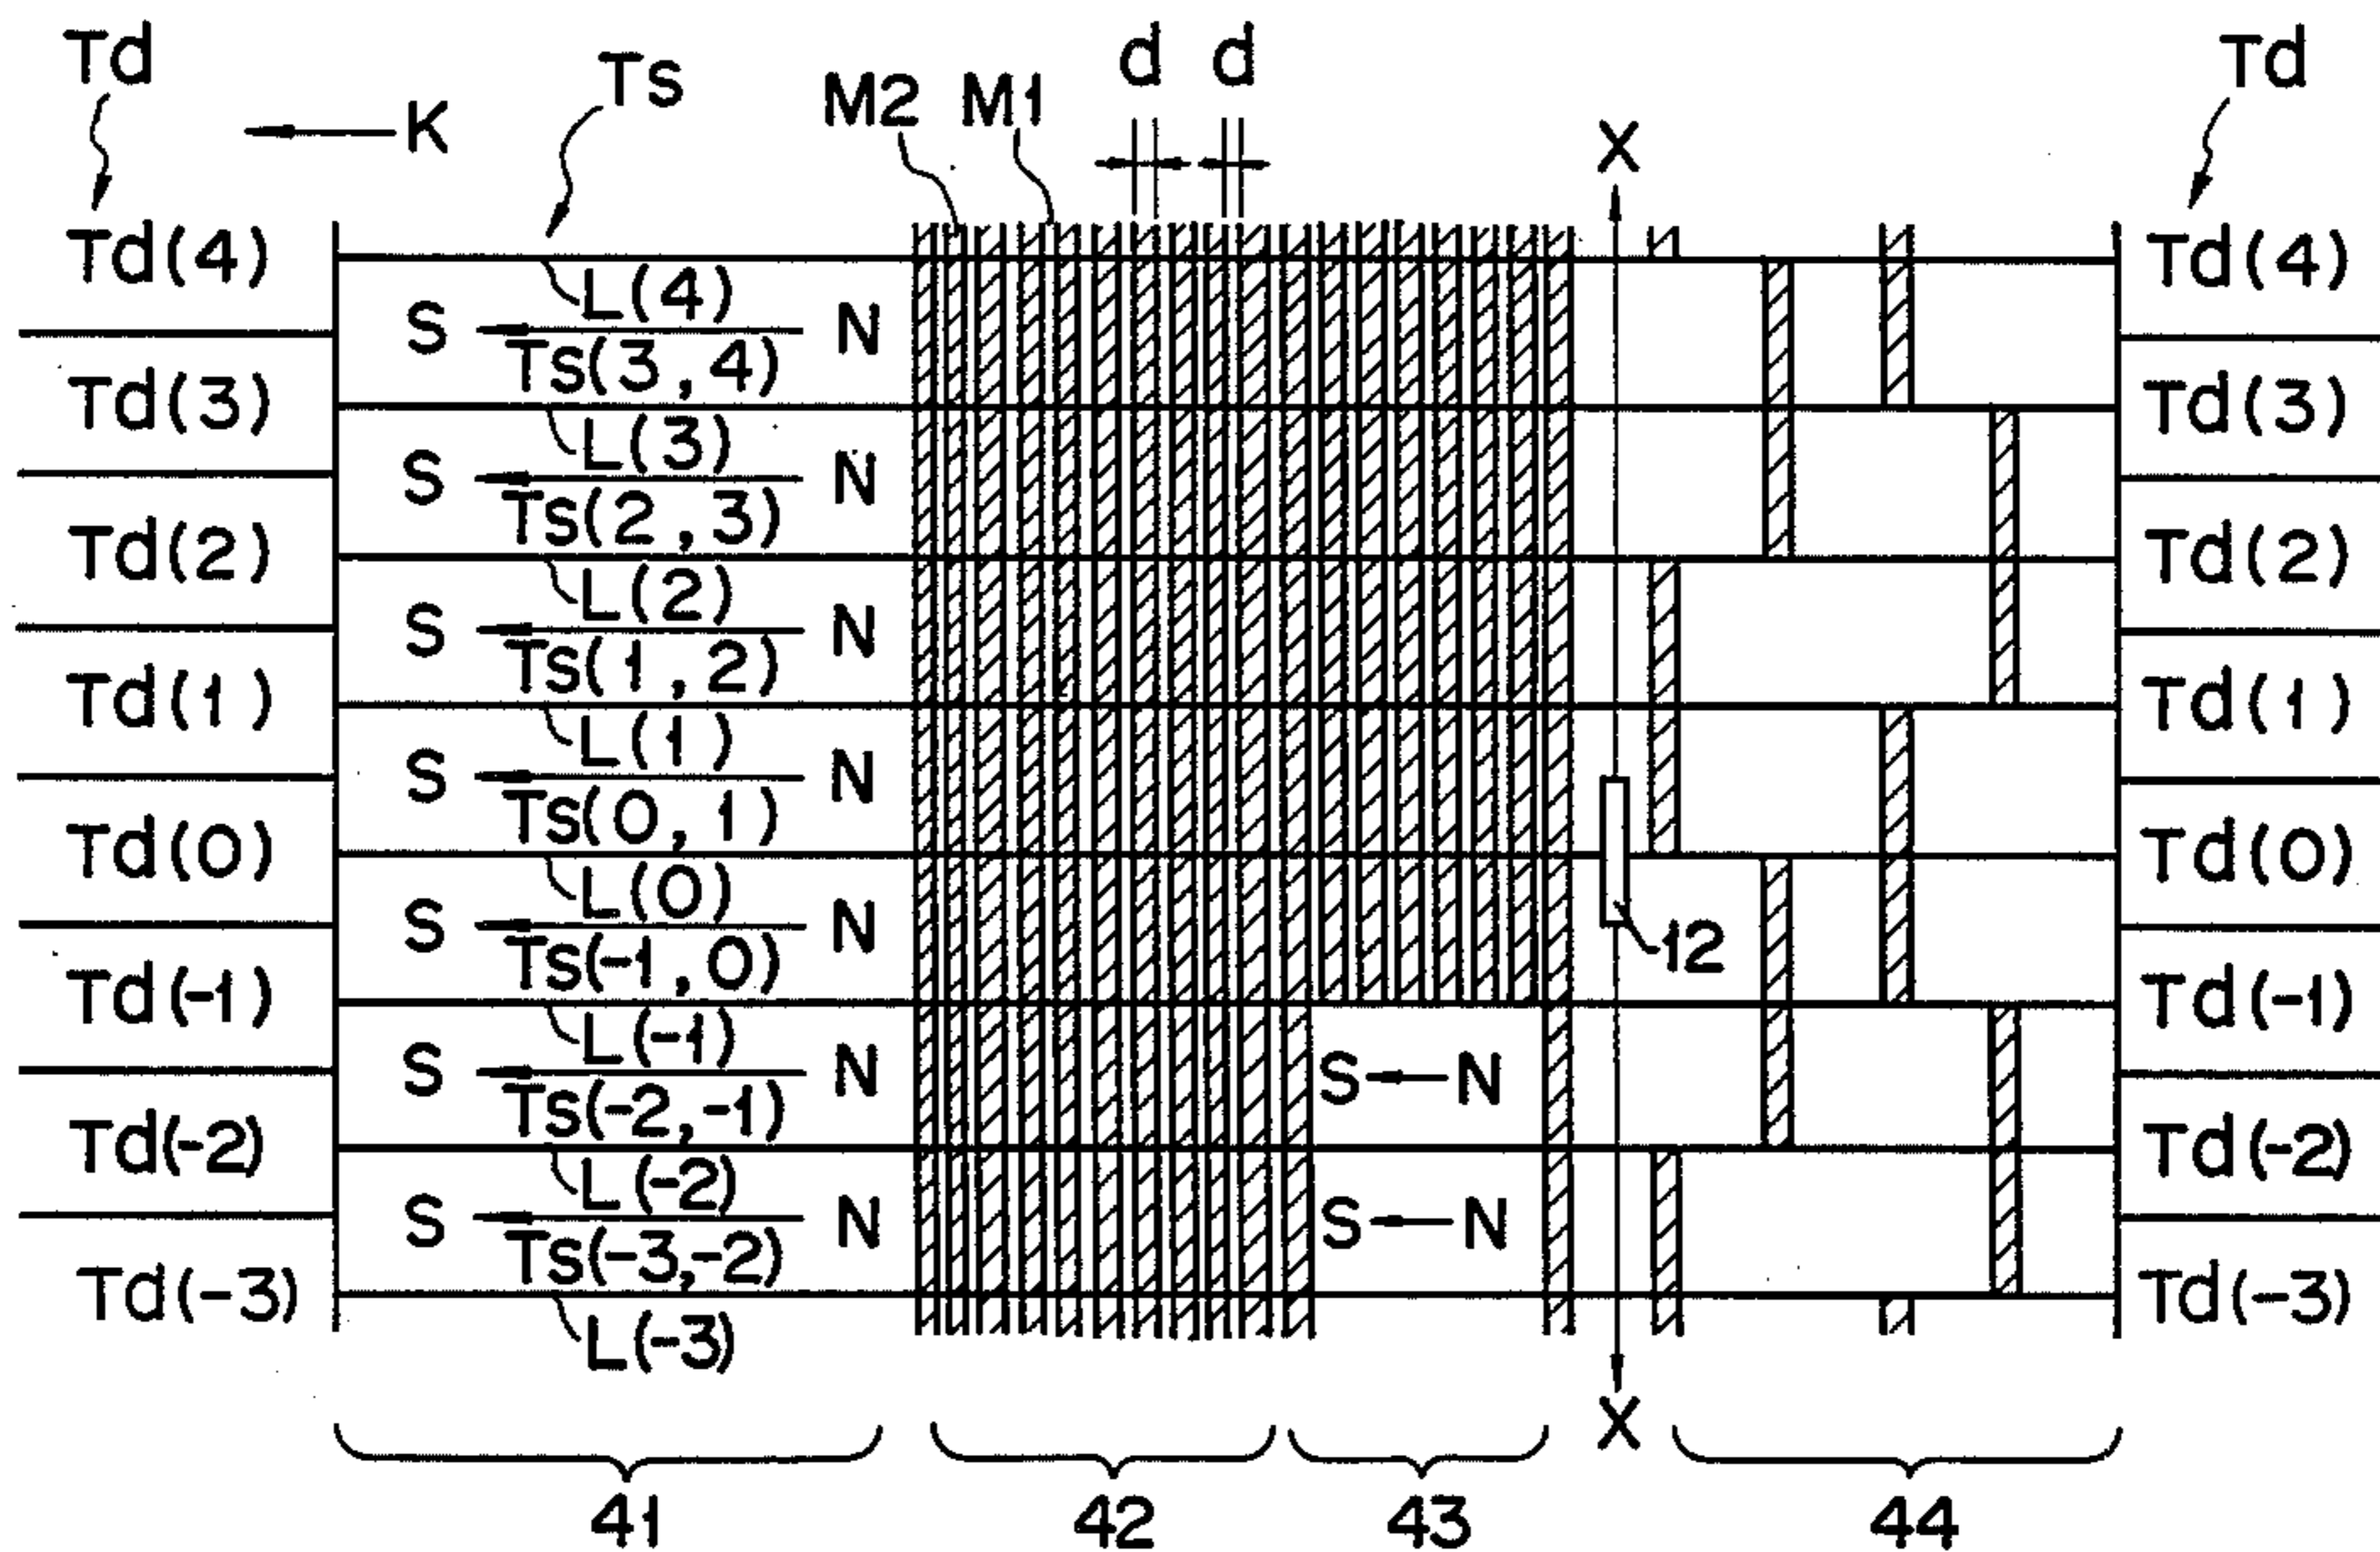 Td
K
Ts
M2
M1
d
d
X
Td
Td(4)
Td(3)
Td(2)
Td(1)
Td(0)
Td(-1)
Td(-2)
Td(-3)
S
L(4)
Ts(3,4)
N
S
L(3)
Ts(2,3)
N
S
L(2)
Ts(1,2)
N
S
L(1)
Ts(0,1)
N
S
L(0)
Ts(-1,0)
N
S
L(-1)
Ts(-2,-1)
N
S
L(-2)
Ts(-3,-2)
N
L(-3)
12
S
N
S
N
X
Td(4)
Td(3)
Td(2)
Td(1)
Td(0)
Td(-1)
Td(-2)
Td(-3)
41
42
43
44